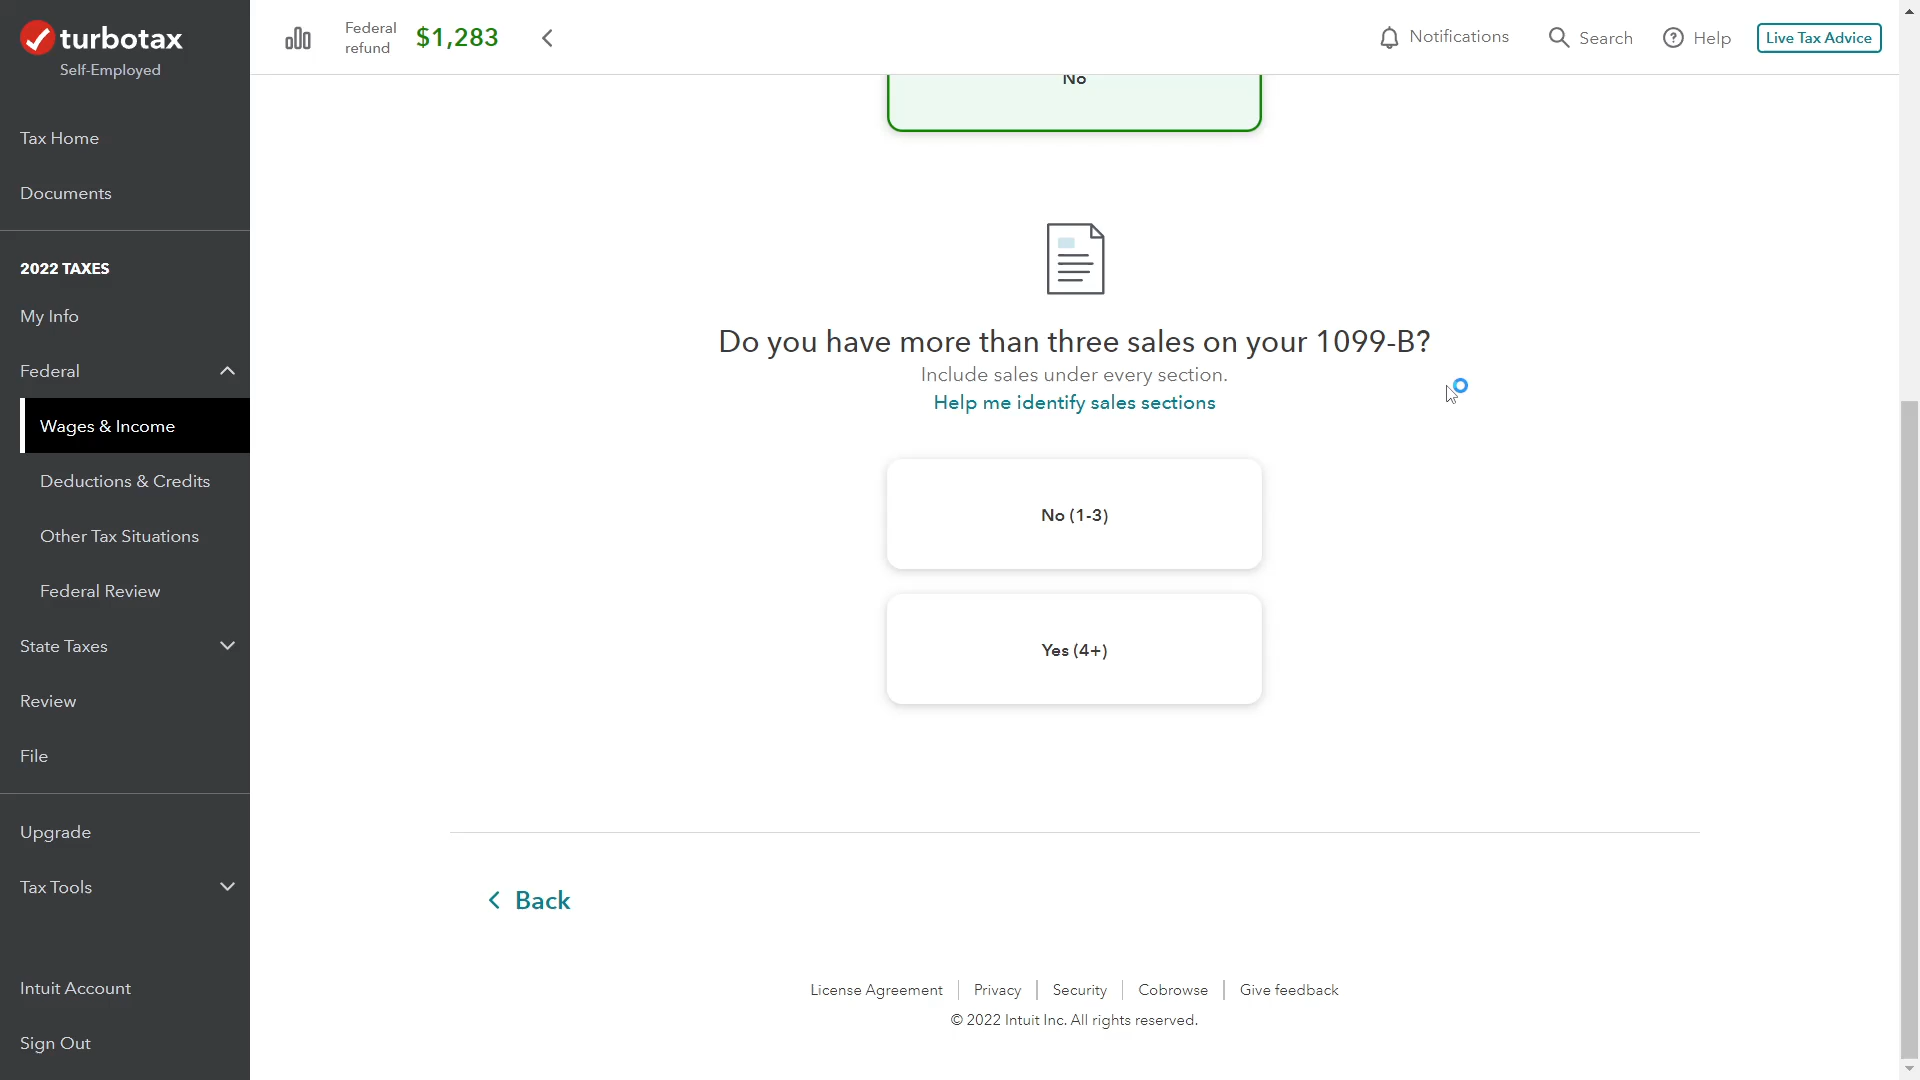 turbotax
Self-Employed
Tax Home
Documents
2022 TAXES
My Info
Federal
Wages & Income
Deductions & Credits
Other Tax Situations
Federal Review
State Taxes
Review
File
Upgrade
Tax Tools
Intuit Account
Sign Out
Federal
refund
$1,283
Notifications
Search
Help
Live Tax Advice
No
Do you have more than three sales on your 1099-B?
Include sales under every section.
Help me identify sales sections
No (1-3)
Yes (4+)
Back
License Agreement
Privacy
Security
Cobrowse
Give feedback
© 2022 Intuit Inc. All rights reserved.